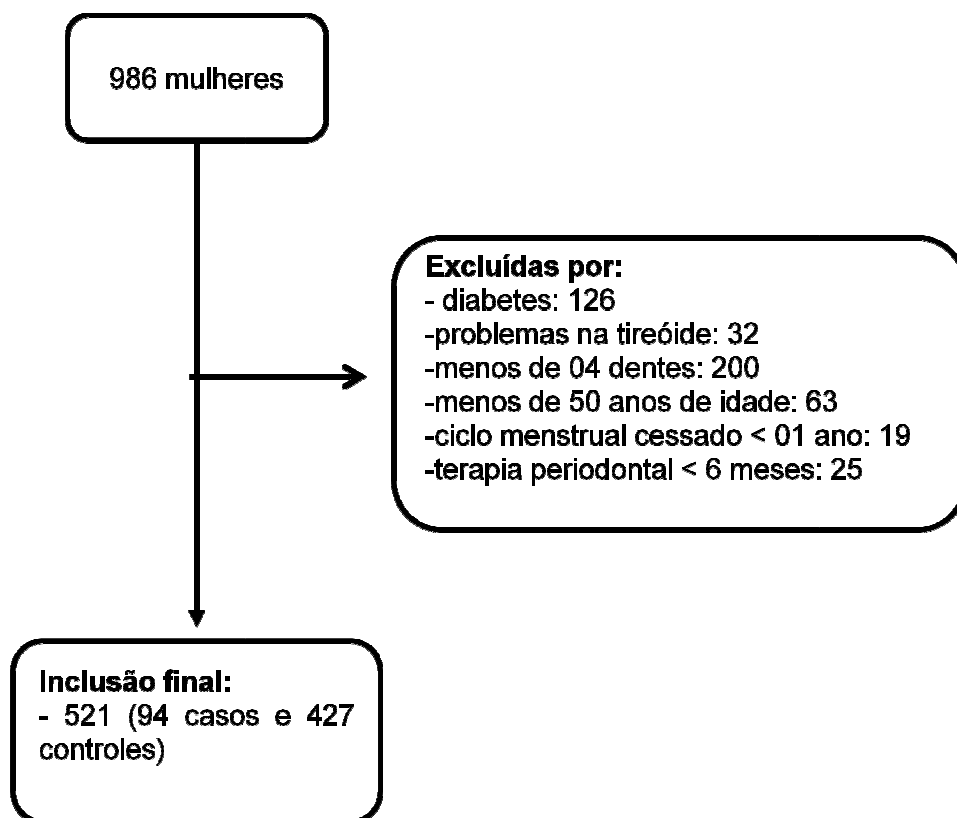 986 mulheres
Excluídas por:
- diabetes: 126
-problemas na tireóide: 32
-menos de 04 dentes: 200
-menos de 50 anos de idade: 63
-ciclo menstrual cessado < 01 ano: 19
-terapia periodontal < 6 meses: 25
Inclusão final:
- 521 (94 casos e 427
controles)